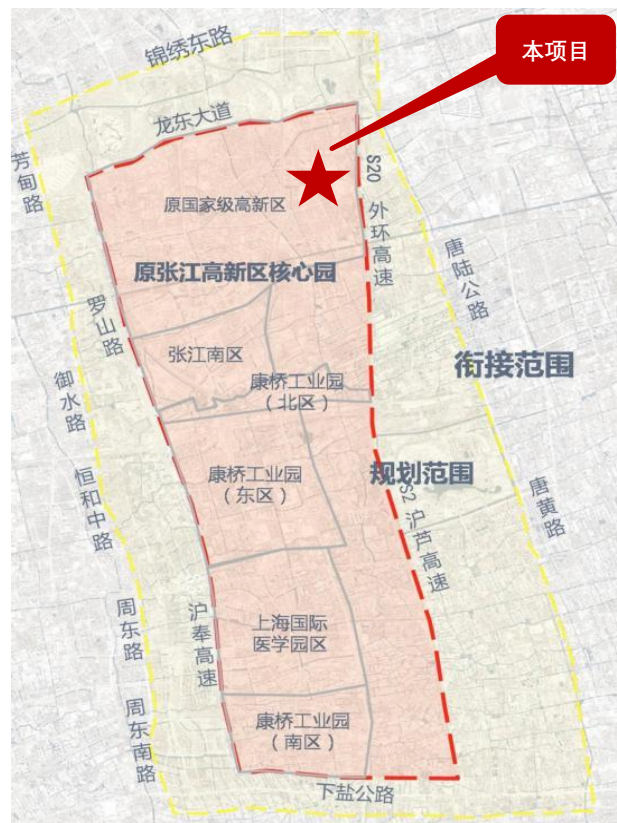 锦绣东路
本项目
龙东大道
芳甸路
S20
外环高速
原国家级高新区
原张江高新区核心园
唐陆公路
罗山路
张江南区
衔接范围
御水路
康桥工业园
（北区）
康桥工业园
（东区）
规划范围
恒和中路
S2 沪芦高速
唐黄路
周东路
沪奉高速
上海国际
医学园区
周东南路
康桥工业园
（南区）
下盐公路